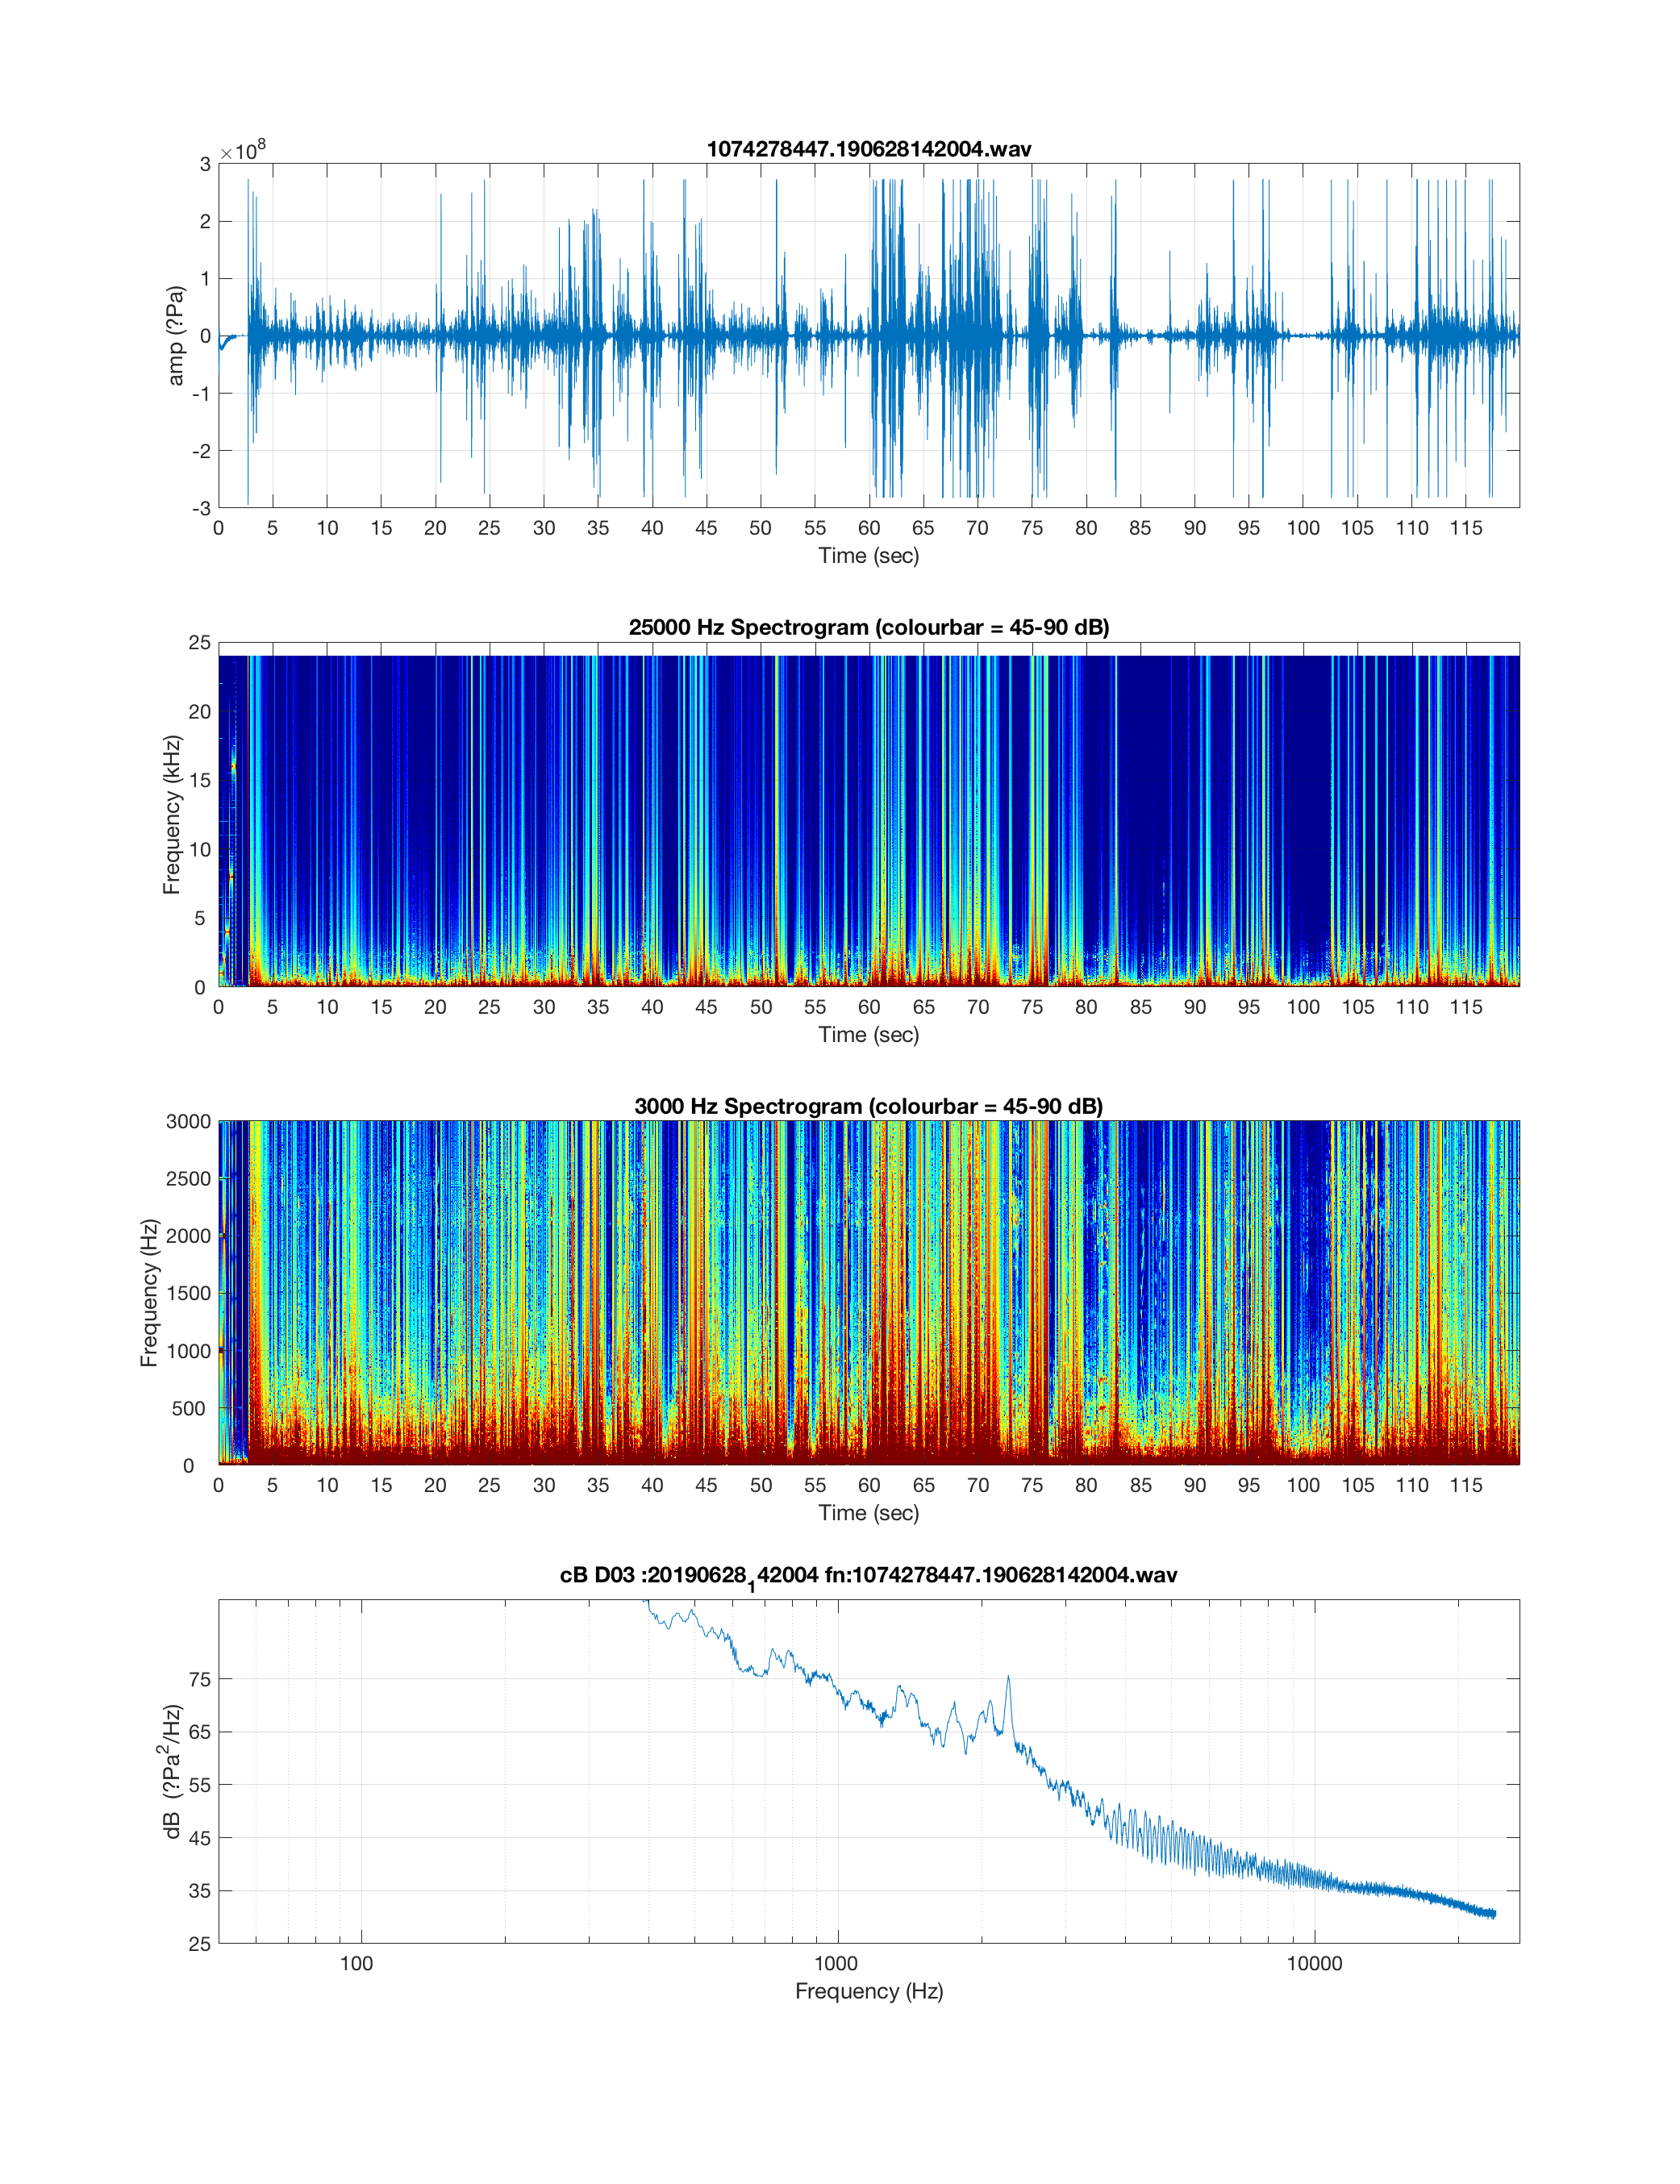 1074278447.190628142004.wav
×10⁸
3
2
1
0
-1
-2
-3
amp (?Pa)
0 5 10 15 20 25 30 35 40 45 50 55 60 65 70 75 80 85 90 95 100 105 110 115
Time (sec)
25000 Hz Spectrogram (colourbar = 45-90 dB)
25
20
15
10
5
0
Frequency (kHz)
0 5 10 15 20 25 30 35 40 45 50 55 60 65 70 75 80 85 90 95 100 105 110 115
Time (sec)
3000 Hz Spectrogram (colourbar = 45-90 dB)
3000
2500
2000
1500
1000
500
0
Frequency (Hz)
0 5 10 15 20 25 30 35 40 45 50 55 60 65 70 75 80 85 90 95 100 105 110 115
Time (sec)
cB D03 :20190628₁42004 fn:1074278447.190628142004.wav
75
65
55
45
35
25
dB (?Pa²/Hz)
100 1000 10000
Frequency (Hz)